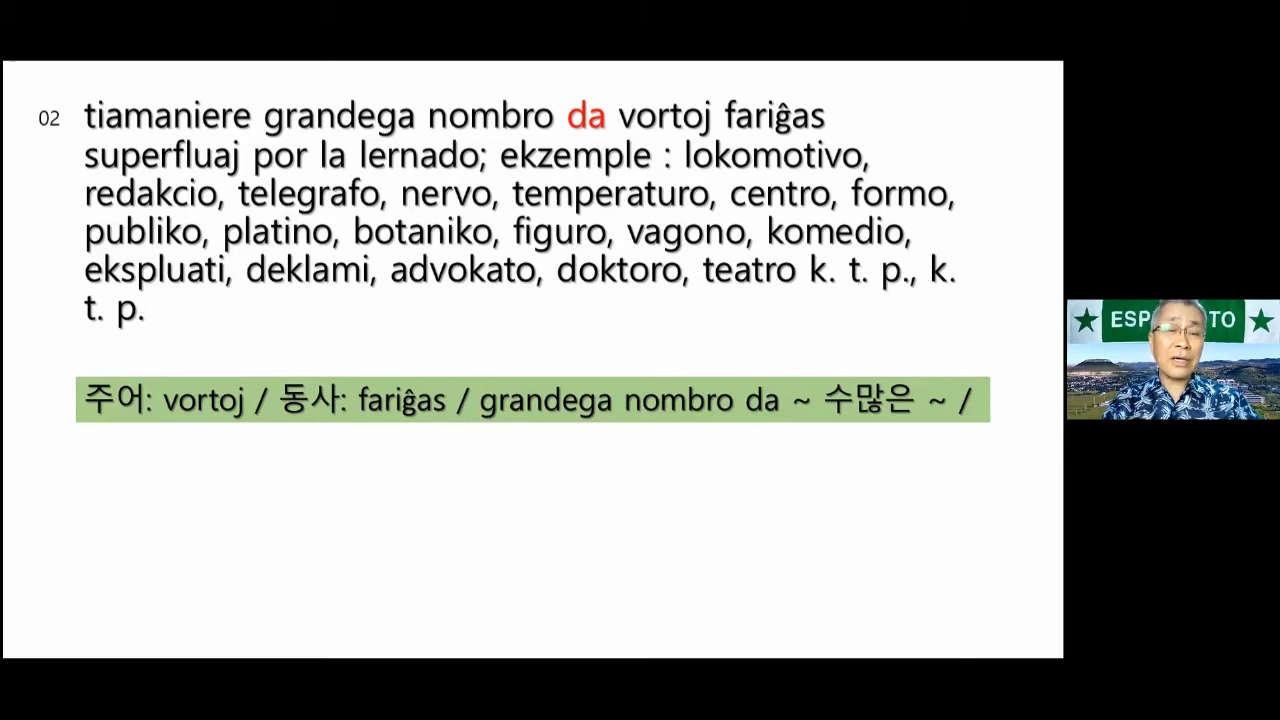 02
tiamaniere grandega nombro da vortoj fariĝas
superfluaj por la lernado; ekzemple : lokomotivo,
redakcio, telegrafo, nervo, temperaturo, centro, formo,
publiko, platino, botaniko, figuro, vagono, komedio,
ekspluati, deklami, advokato, doktoro, teatro k. t. p., k.
t. p.
주어: vortoj / 동사: fariĝas / grandega nombro da ~ 수많은 ~ /
ESP TO